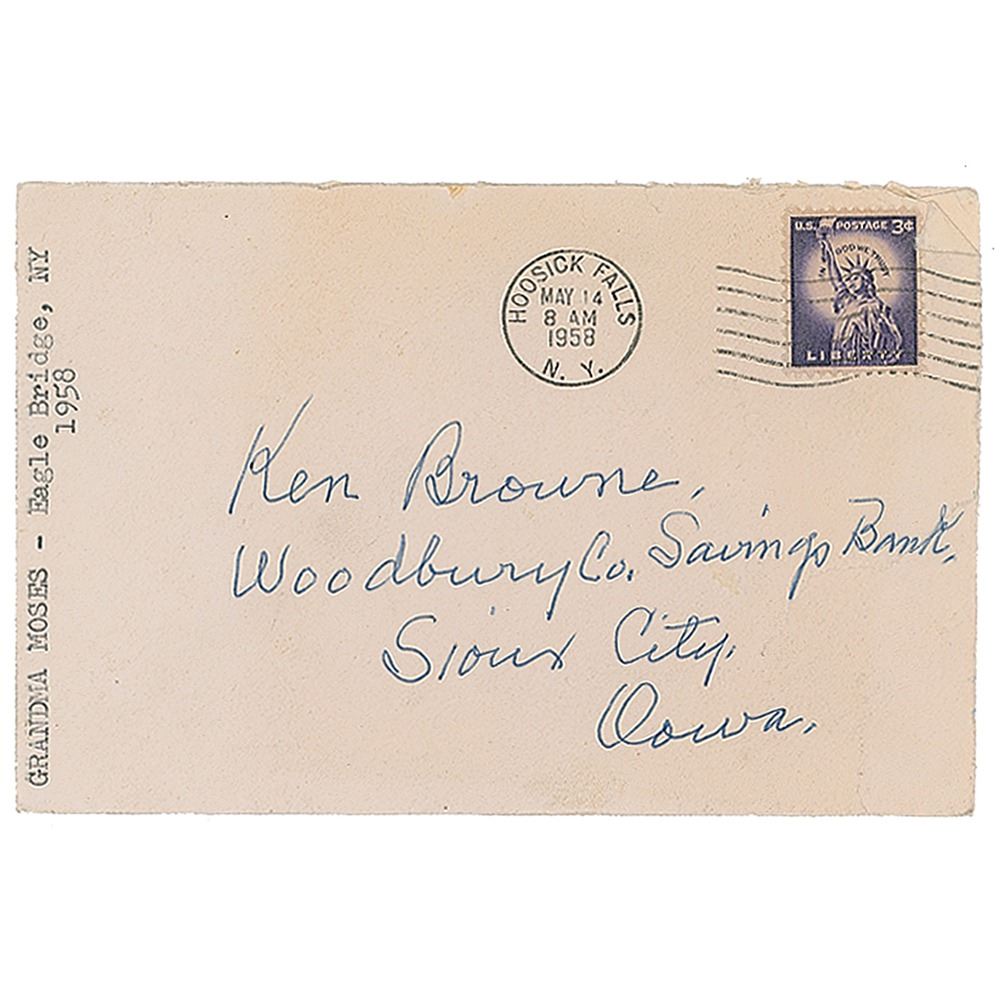 GRANDMA MOSES - Eagle Bridge, NY
1958
HOOSICK FALLS
MAY 14
8 AM
1958
N. Y.
U.S. POSTAGE 3¢
IN GOD WE TRUST
LIBERTY
Ken Browne,
Woodbury Co. Savings Bank,
Sioux City.
Iowa.